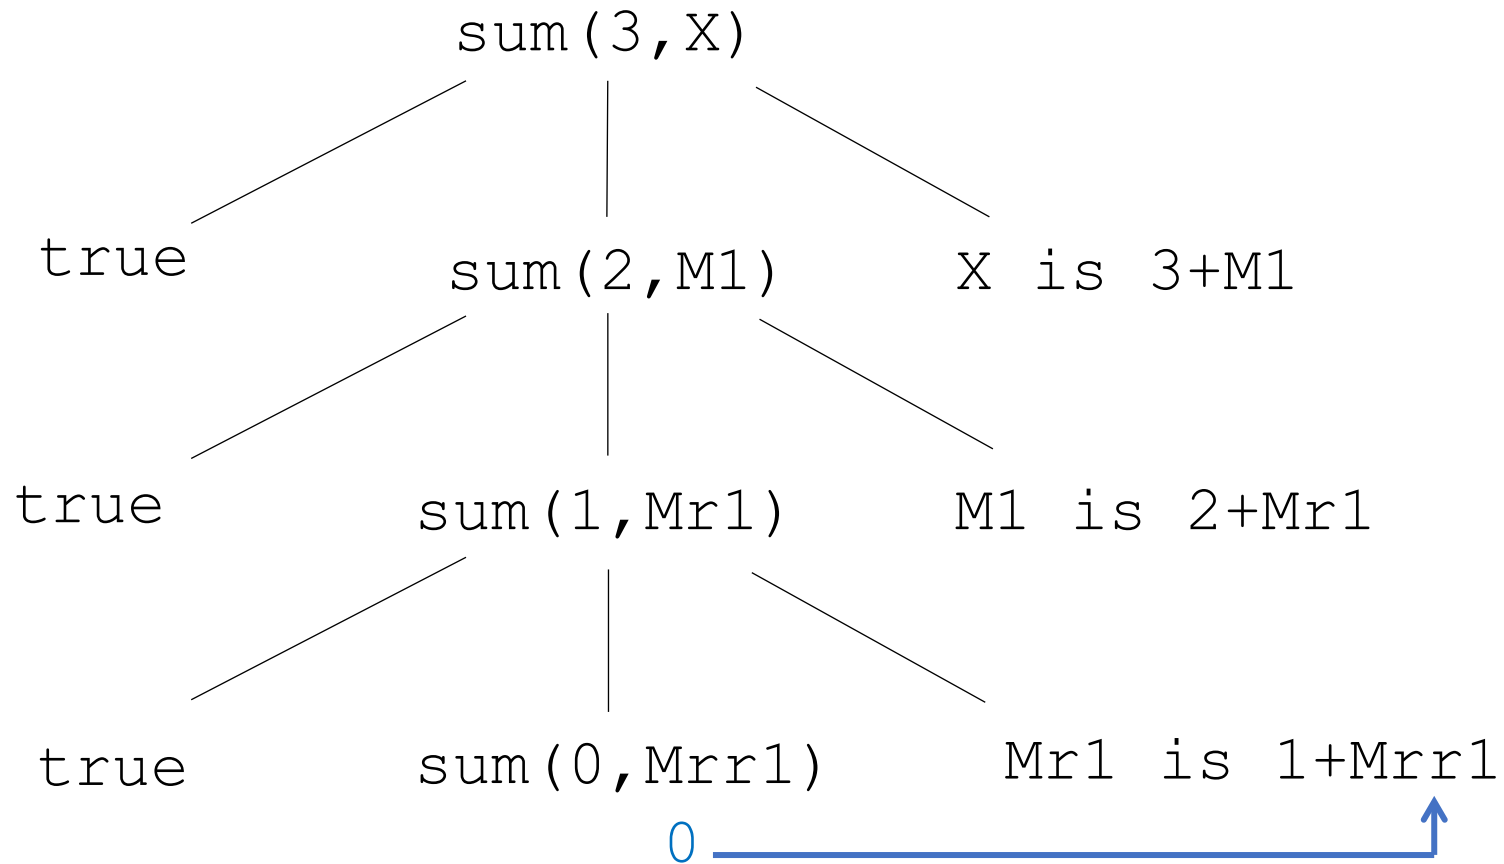 sum(3,X)
true sum(2,M1) X is 3+M1
true sum(1,Mr1) M1 is 2+Mr1
true sum(0,Mrr1) Mr1 is 1+Mrr1
0